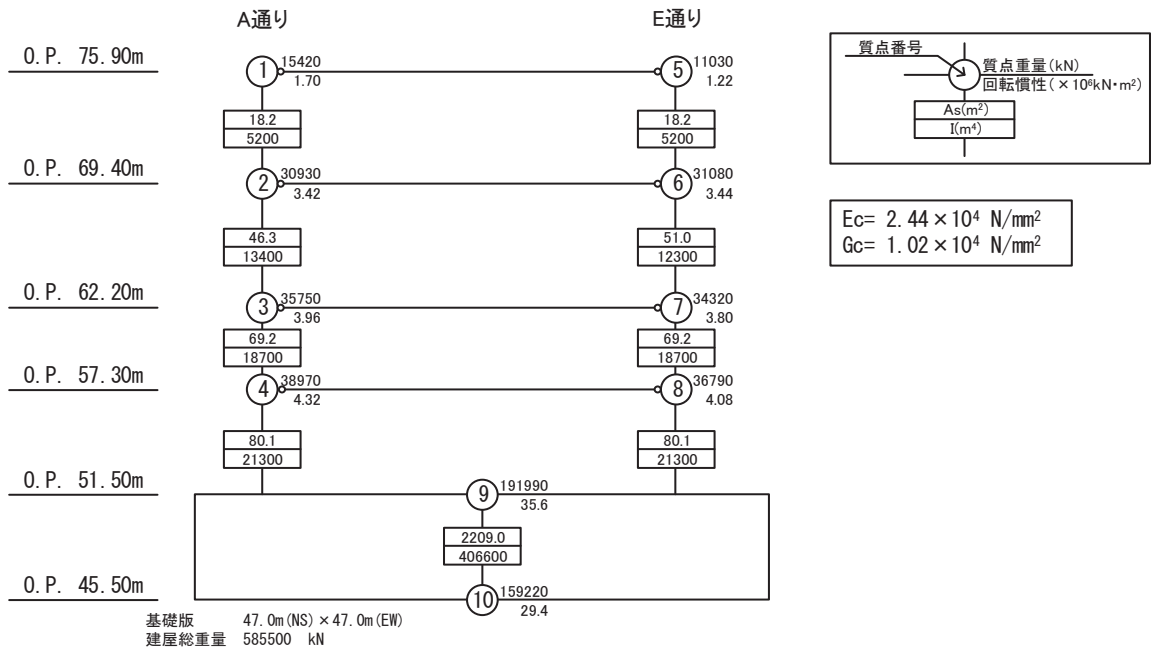 A通り E通り
O.P. 75.90m
1 15420 5 11030
1.70 1.22
18.2 18.2
5200 5200
O.P. 69.40m
2 30930 6 31080
3.42 3.44
46.3 51.0
13400 12300
O.P. 62.20m
3 35750 7 34320
3.96 3.80
69.2 69.2
18700 18700
O.P. 57.30m
4 38970 8 36790
4.32 4.08
80.1 80.1
21300 21300
O.P. 51.50m
9 191990
35.6
2209.0
406600
O.P. 45.50m
10 159220
29.4
基礎版 47.0m(NS)×47.0m(EW)
建屋総重量 585500 kN
質点番号
質点重量(kN)
回転慣性(×10⁶kN・m²)
As(m²)
I(m⁴)
Ec= 2.44×10⁴ N/mm²
Gc= 1.02×10⁴ N/mm²